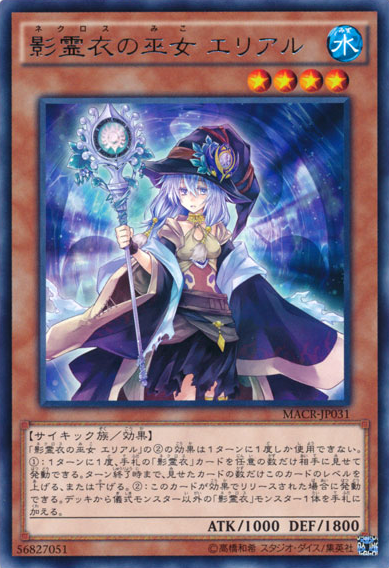 ネクロス みこ
影霊衣の巫女 エリアル
水
MACR-JP031
【サイキック族/効果】
「影霊衣の巫女 エリアル」の②の効果は1ターンに1度しか使用できない。
①:1ターンに1度、手札の「影霊衣」カードを任意の数だけ相手に見せて
発動できる。ターン終了時まで、見せたカードの数だけこのカードのレベルを
上げる、または下げる。②:このカードが効果でリリースされた場合に発動
できる。デッキから儀式モンスター以外の「影霊衣」モンスター1体を手札に
加える。
ATK/1000 DEF/1800
56827051
©高橋和希 スタジオ・ダイス/集英社